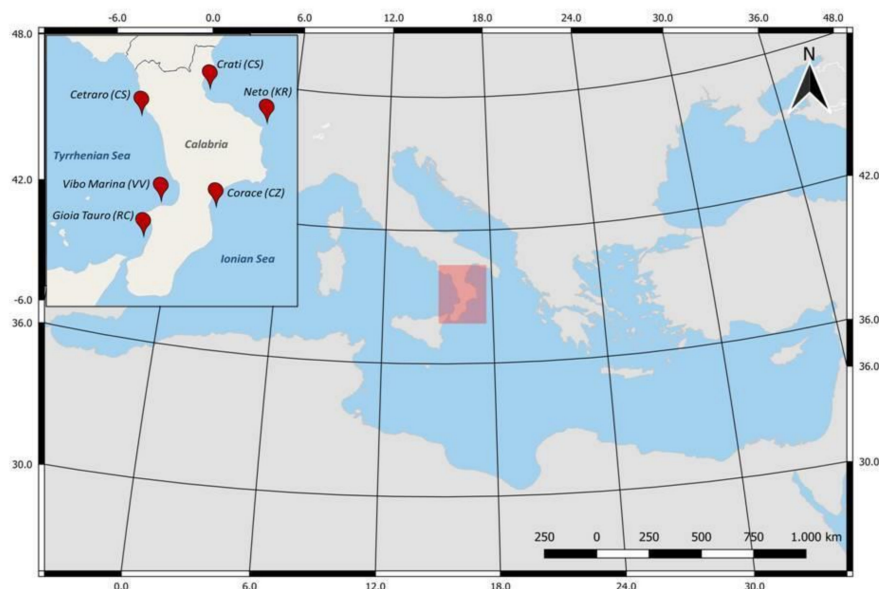 -6.0 0.0 6.0 12.0 18.0 24.0 30.0 36.0 42.0 48.0
48.0
N
Crati (CS)
Cetraro (CS)
Neto (KR)
Calabria
Tyrrhenian Sea
42.0
42.0
Vibo Marina (VV)
Corace (CZ)
Gioia Tauro (RC)
Ionian Sea
-6.0
36.0
36.0
36.0
30.0
30.0
250 0 250 500 750 1.000 km
0.0 6.0 12.0 18.0 24.0 30.0